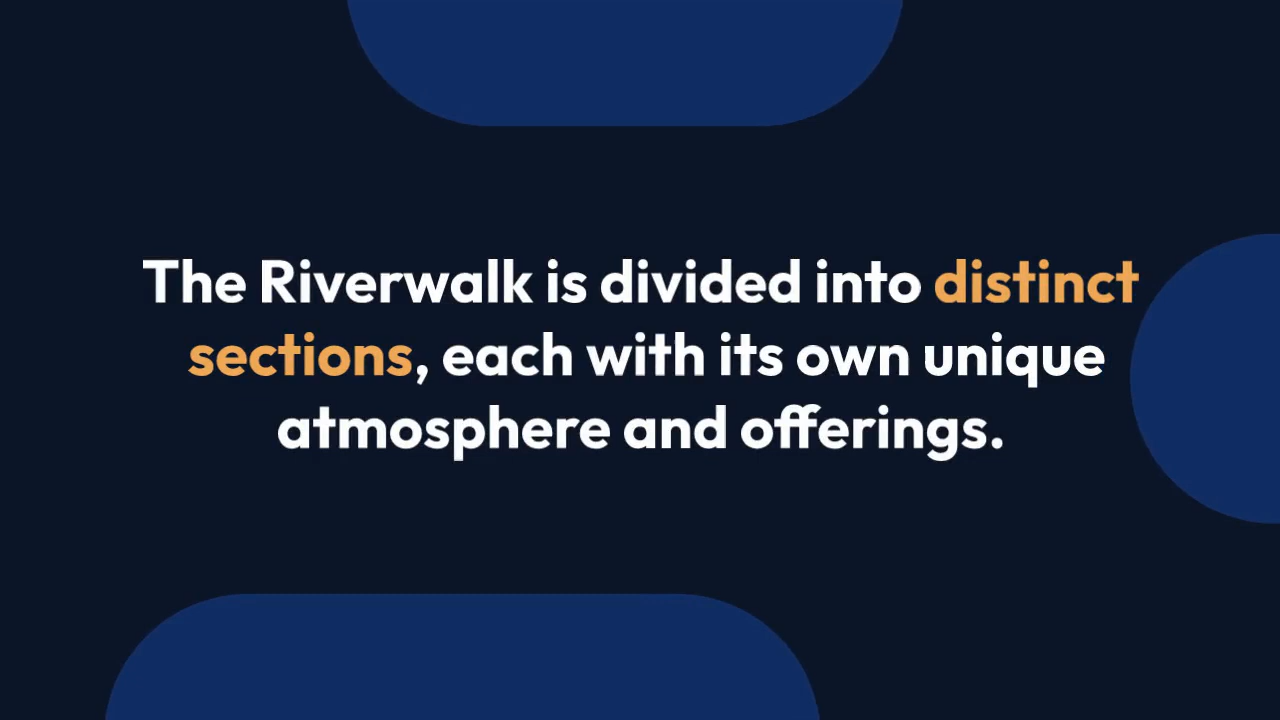 The Riverwalk is divided into distinct
sections, each with its own unique
atmosphere and offerings.